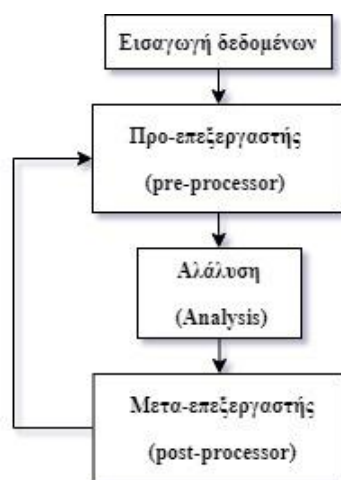 Εισαγωγή δεδομένων
Προ-επεξεργαστής
(pre-processor)
Αλάλυση
(Analysis)
Μετα-επεξεργαστής
(post-processor)